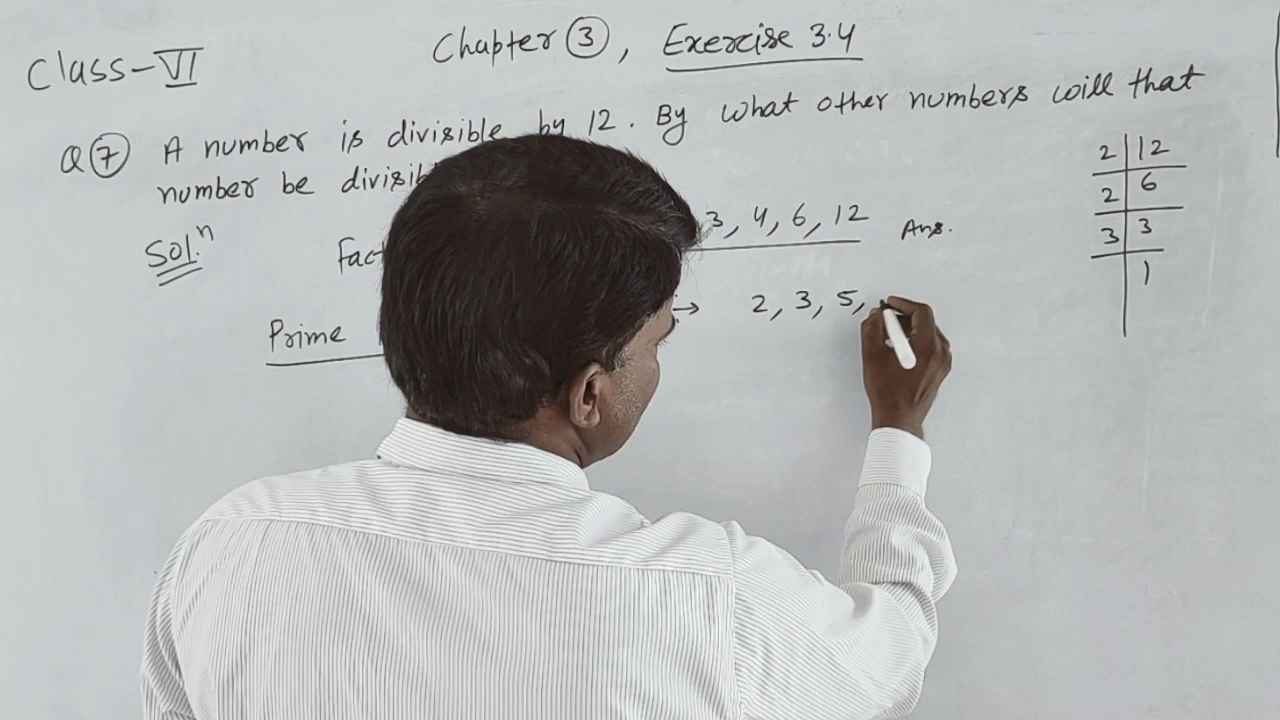 Class-VI
Chapter 3, Exercise 3.4
Q 7 A number is divisible by 12. By what other numbers will that
number be
Sol.n
3, 4, 6, 12 Ans.
Prime → 2, 3, 5,
2 | 12
2 | 6
3 | 3
1